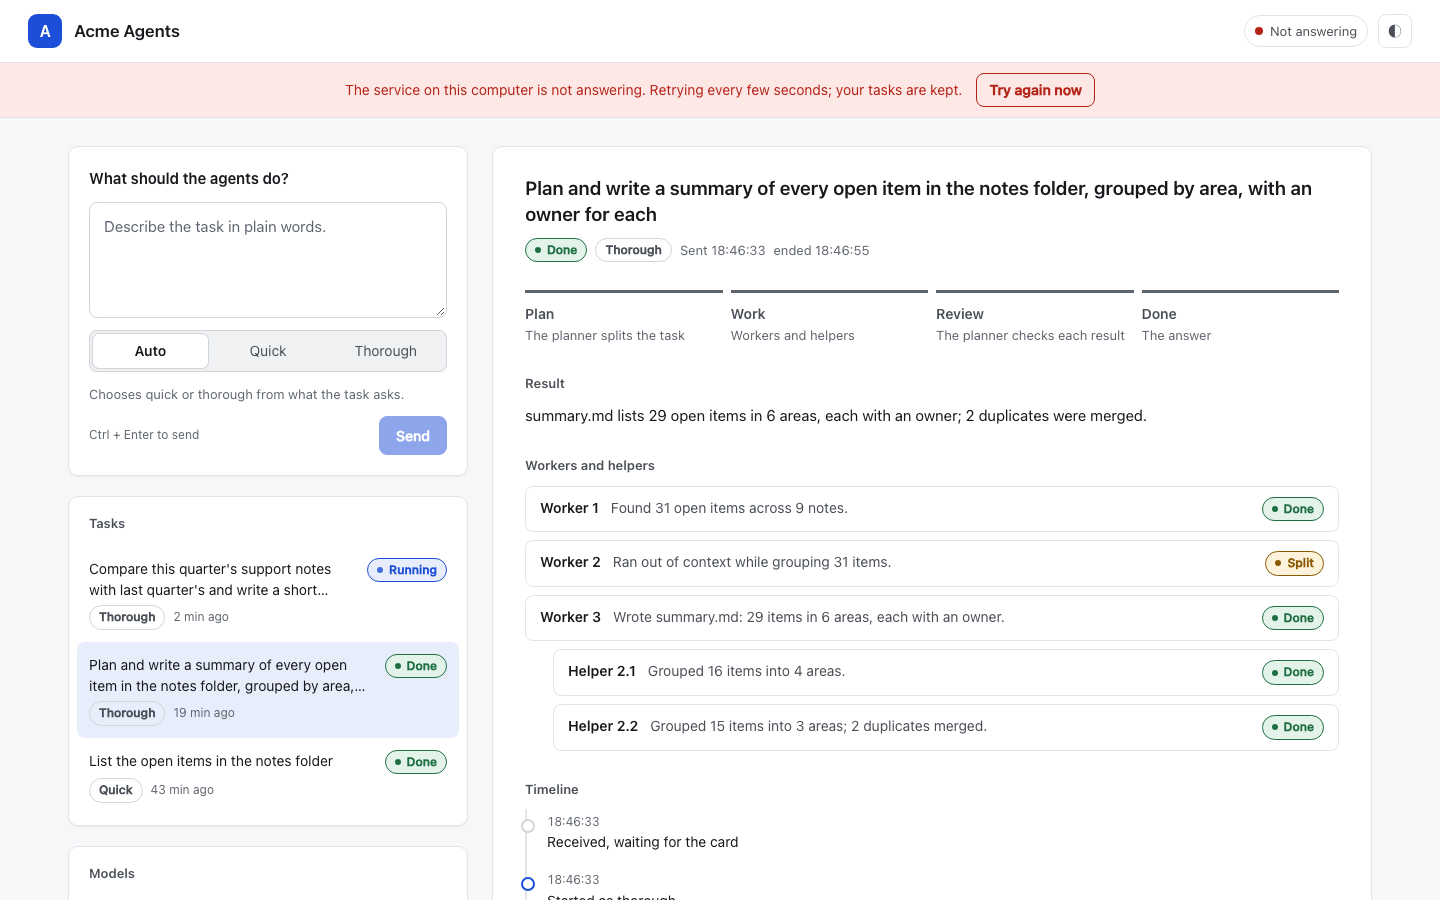 A
Acme Agents
Not answering
The service on this computer is not answering. Retrying every few seconds; your tasks are kept.
Try again now
What should the agents do?
Describe the task in plain words.
Auto
Quick
Thorough
Chooses quick or thorough from what the task asks.
Ctrl + Enter to send
Send
Tasks
Compare this quarter's support notes
with last quarter's and write a short...
Running
Thorough
2 min ago
Plan and write a summary of every open
item in the notes folder, grouped by area,...
Done
Thorough
19 min ago
List the open items in the notes folder
Done
Quick
43 min ago
Models
Plan and write a summary of every open item in the notes folder, grouped by area, with an
owner for each
Done
Thorough
Sent 18:46:33 ended 18:46:55
Plan
The planner splits the task
Work
Workers and helpers
Review
The planner checks each result
Done
The answer
Result
summary.md lists 29 open items in 6 areas, each with an owner; 2 duplicates were merged.
Workers and helpers
Worker 1 Found 31 open items across 9 notes.
Done
Worker 2 Ran out of context while grouping 31 items.
Split
Worker 3 Wrote summary.md: 29 items in 6 areas, each with an owner.
Done
Helper 2.1 Grouped 16 items into 4 areas.
Done
Helper 2.2 Grouped 15 items into 3 areas; 2 duplicates merged.
Done
Timeline
18:46:33
Received, waiting for the card
18:46:33
Started as thorough